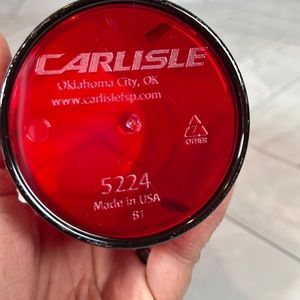 CARLISLE
Oklahoma City, OK
www.carlislefsp.com
7
OTHER
5224
Made in USA
81